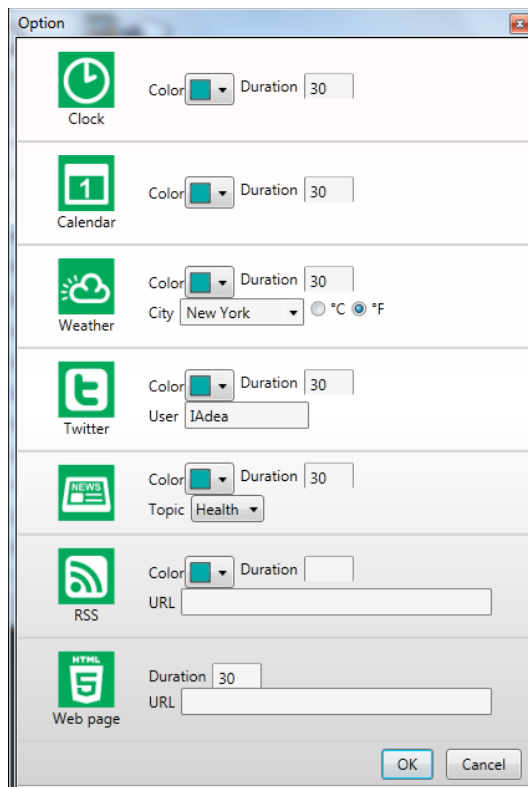 Option
Color Duration 30
Clock
1
Color Duration 30
Calendar
Color Duration 30
City New York °C °F
Weather
Color Duration 30
User IAdea
Twitter
NEWS
Color Duration 30
Topic Health
Color Duration
URL
RSS
HTML
5
Duration 30
URL
Web page
OK Cancel